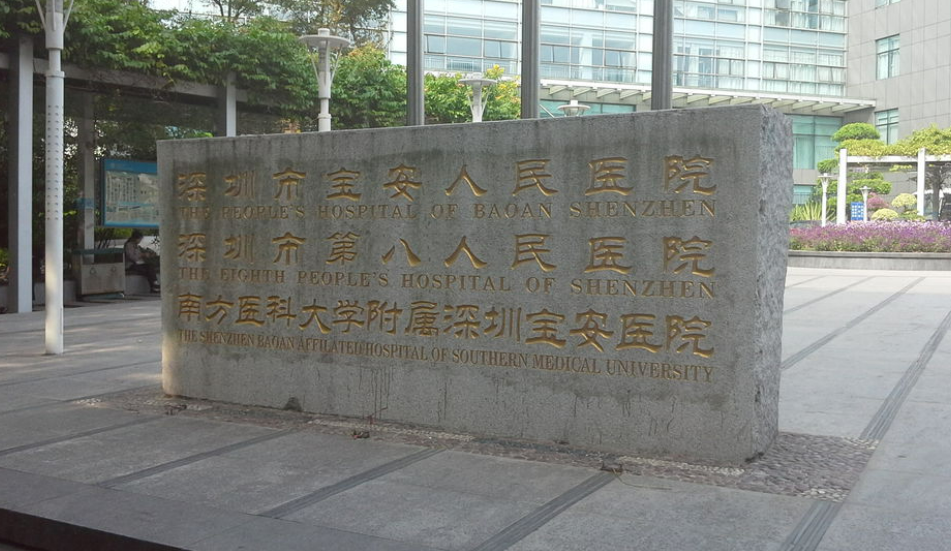 深圳市宝安人民医院
THE PEOPLE'S HOSPITAL OF BAOAN SHENZHEN
深圳市第八人民医院
THE EIGHTH PEOPLE'S HOSPITAL OF SHENZHEN
南方医科大学附属深圳宝安医院
THE SHENZHEN BAOAN AFFILIATED HOSPITAL OF SOUTHERN MEDICAL UNIVERSITY